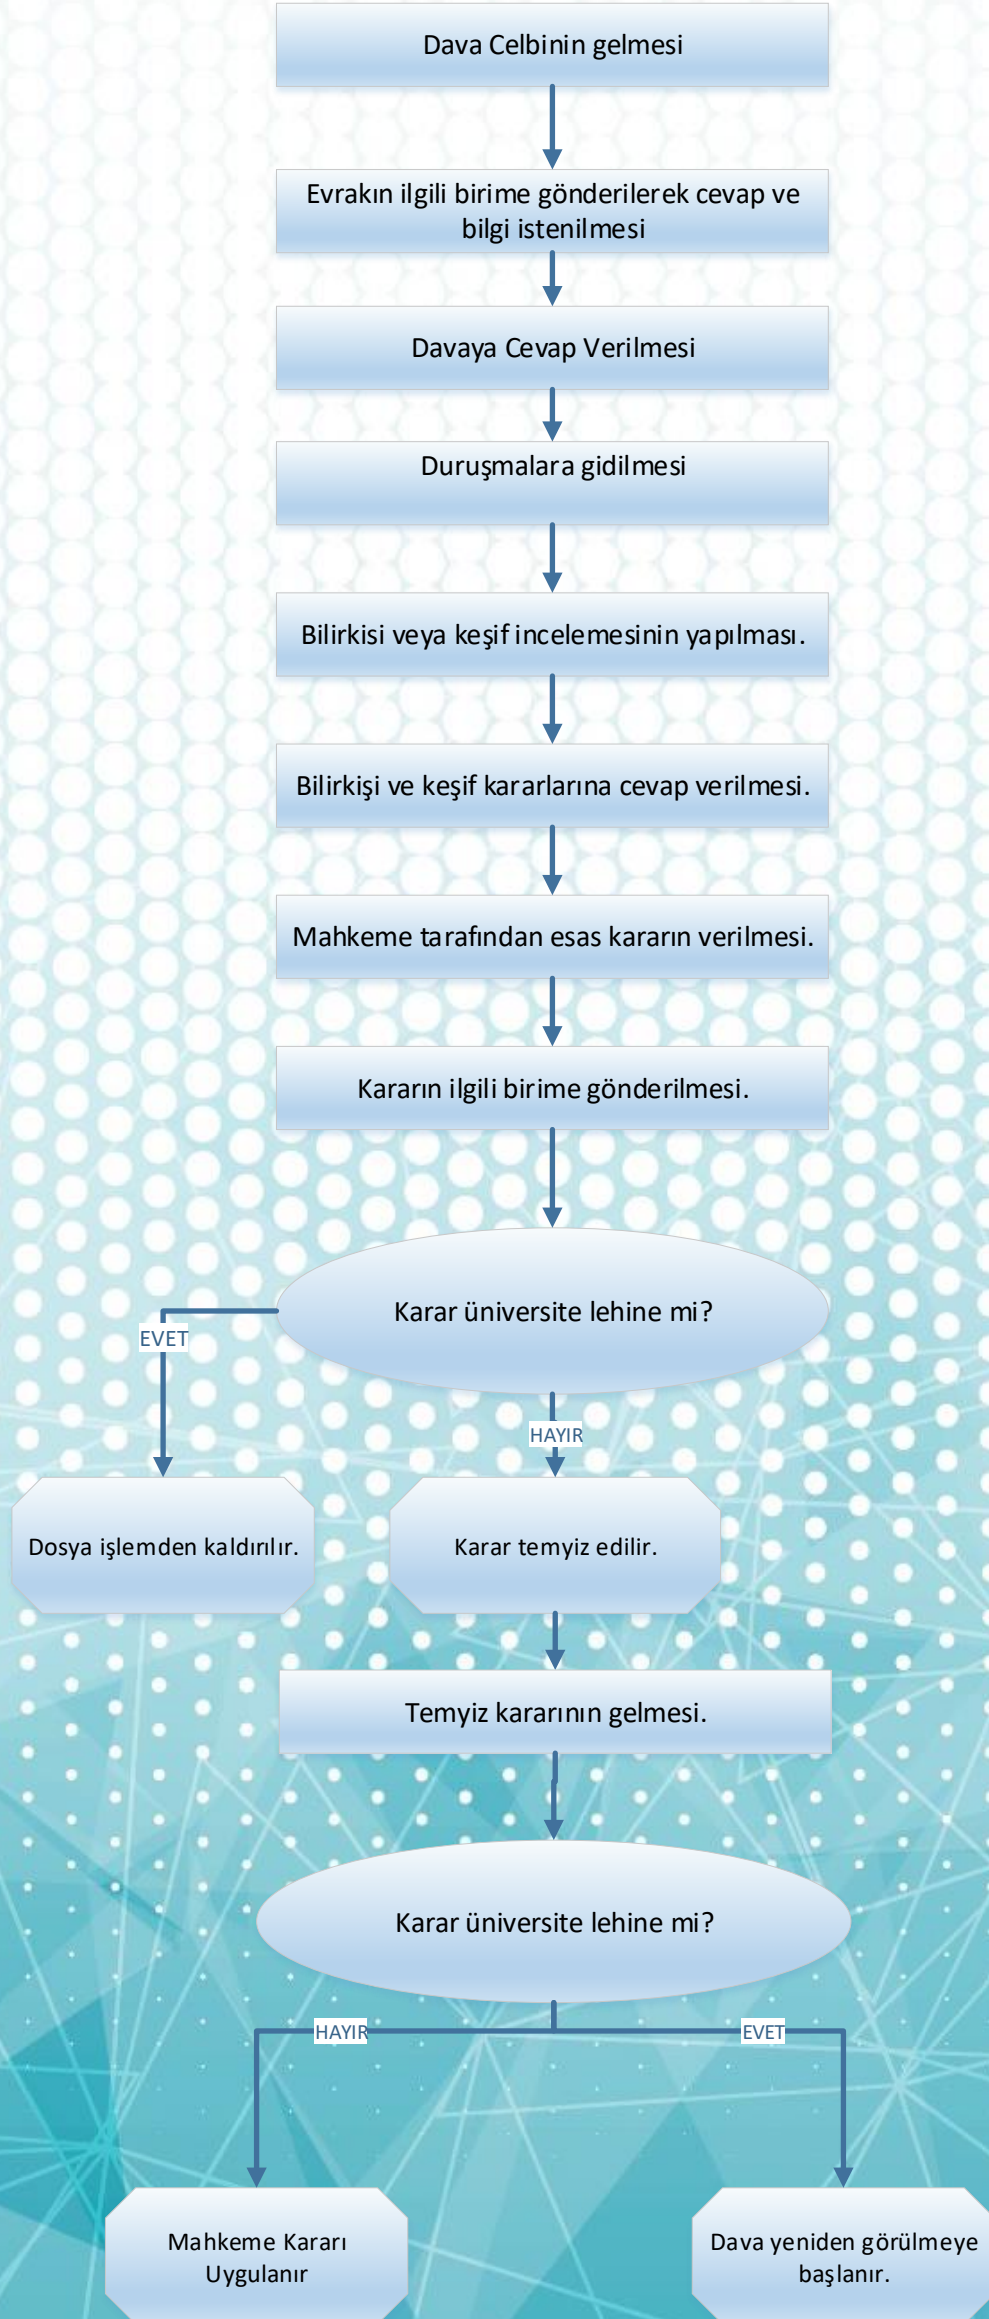 Dava Celbinin gelmesi
Evrakın ilgili birime gönderilerek cevap ve
bilgi istenilmesi
Davaya Cevap Verilmesi
Duruşmalara gidilmesi
Bilirkisi veya keşif incelemesinin yapılması.
Bilirkişi ve keşif kararlarına cevap verilmesi.
Mahkeme tarafından esas kararın verilmesi.
Kararın ilgili birime gönderilmesi.
Karar üniversite lehine mi?
EVET
HAYIR
Dosya işlemden kaldırılır.
Karar temyiz edilir.
Temyiz kararının gelmesi.
Karar üniversite lehine mi?
HAYIR
EVET
Mahkeme Kararı
Uygulanır
Dava yeniden görülmeye
başlanır.